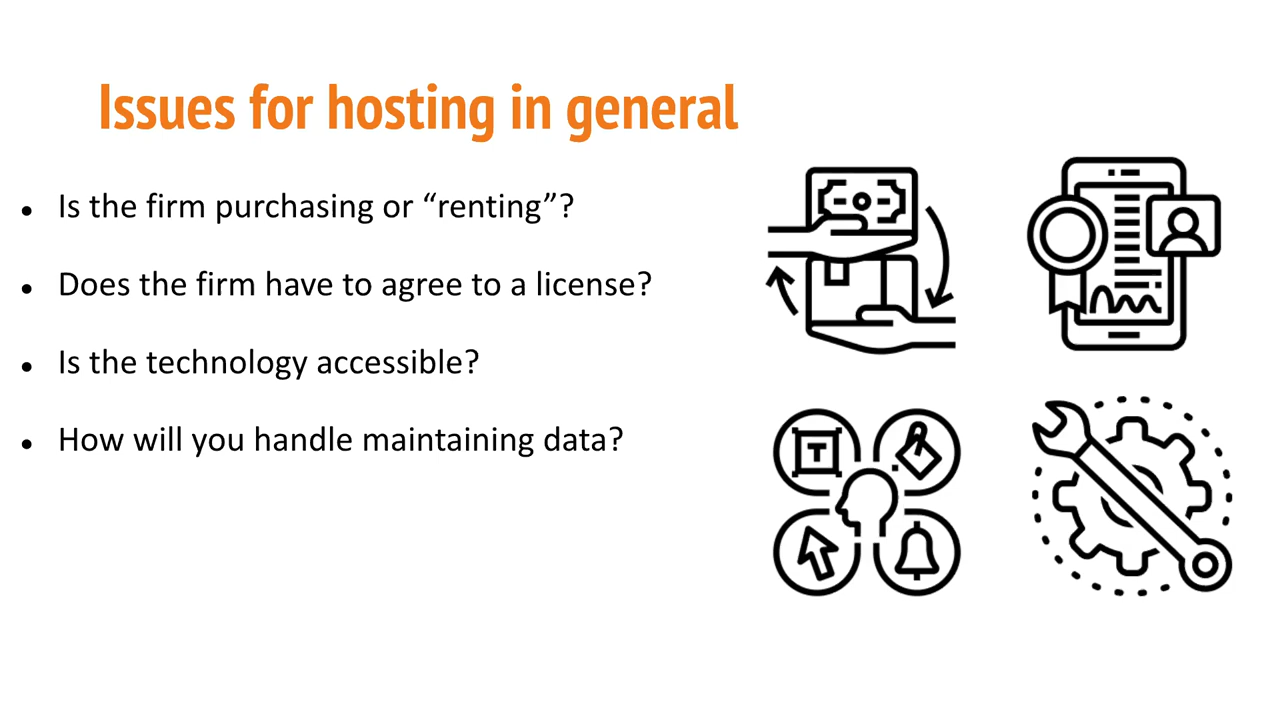 Issues for hosting in general
• Is the firm purchasing or “renting”?
• Does the firm have to agree to a license?
• Is the technology accessible?
• How will you handle maintaining data?
T